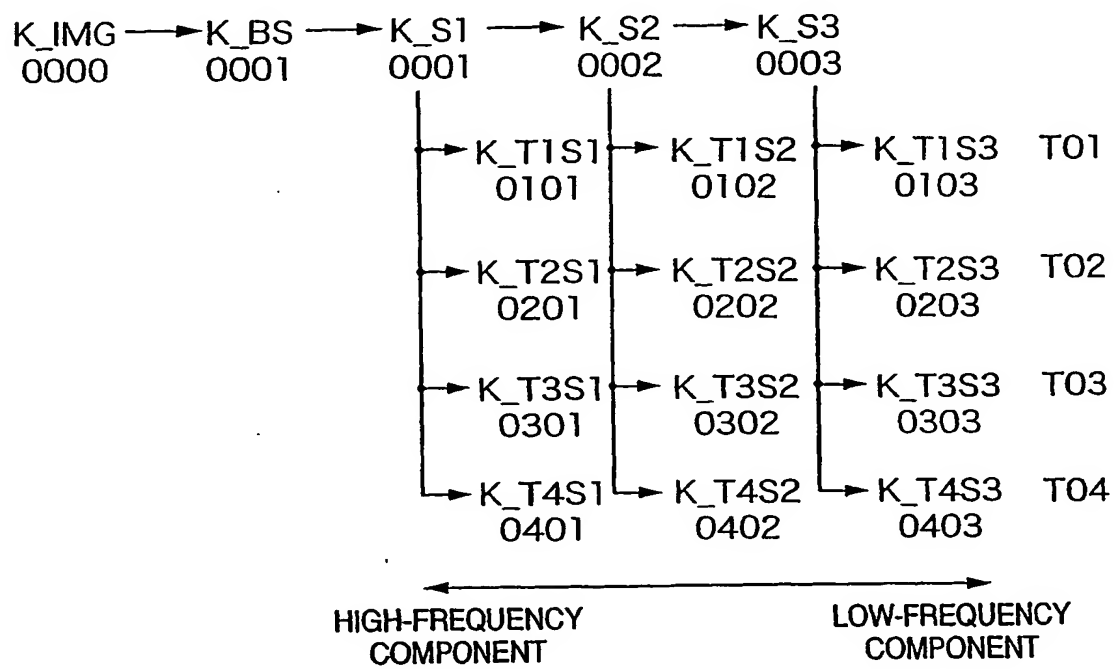 K_IMG K_BS K_S1 K_S2 K_S3
0000 0001 0001 0002 0003
K_T1S1 K_T1S2 K_T1S3 T01
0101 0102 0103
K_T2S1 K_T2S2 K_T2S3 T02
0201 0202 0203
K_T3S1 K_T3S2 K_T3S3 T03
0301 0302 0303
K_T4S1 K_T4S2 K_T4S3 T04
0401 0402 0403
HIGH-FREQUENCY LOW-FREQUENCY
COMPONENT COMPONENT